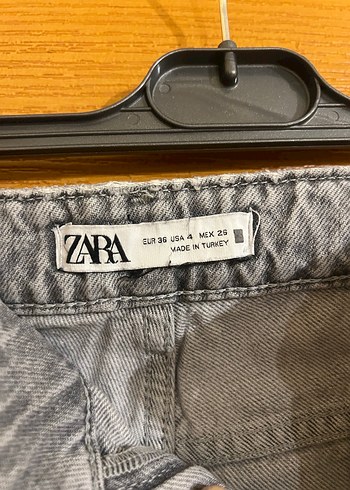 ZARA
EUR 36 USA 4 MEX 26
MADE IN TURKEY